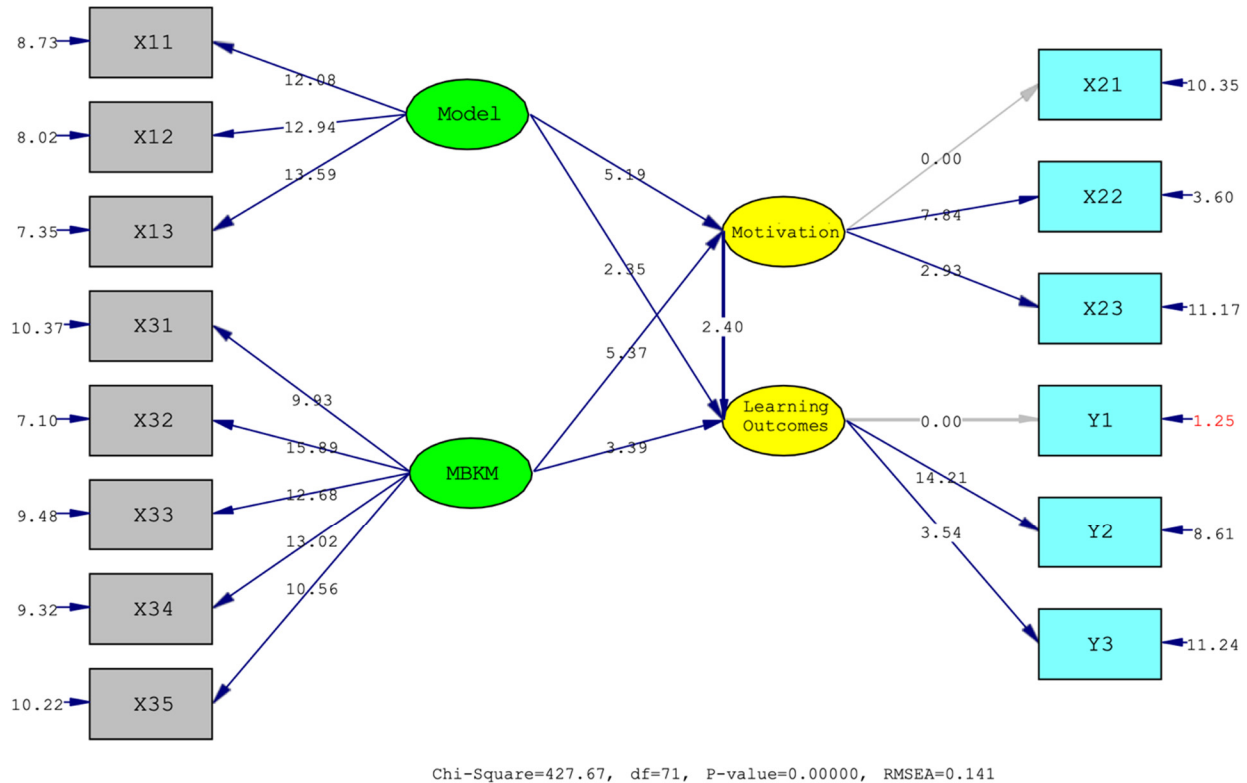 8.73
X11
12.08
8.02
X12
12.94
7.35
X13
13.59
10.37
X31
9.93
7.10
X32
15.89
9.48
X33
12.68
9.32
X34
13.02
10.22
X35
10.56
Model
MBKM
5.19
2.35
5.37
3.39
2.40
Motivation
Learning
Outcomes
0.00
7.84
2.93
0.00
14.21
3.54
X21
10.35
X22
3.60
X23
11.17
Y1
1.25
Y2
8.61
Y3
11.24
Chi-Square=427.67, df=71, P-value=0.00000, RMSEA=0.141